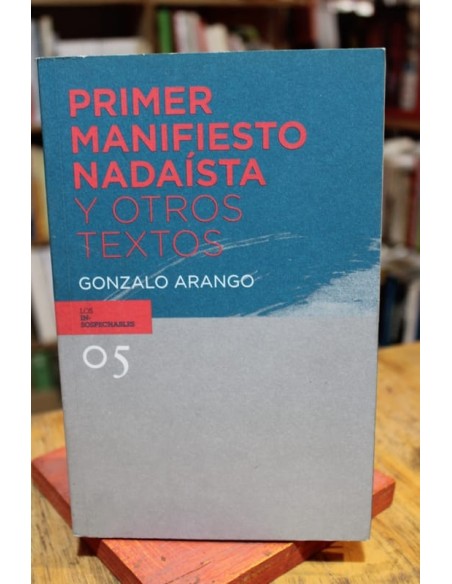 PRIMER
MANIFIESTO
NADAÍSTA
Y OTROS
TEXTOS
GONZALO ARANGO
LOS
IN-
SOSPECHABLES
05